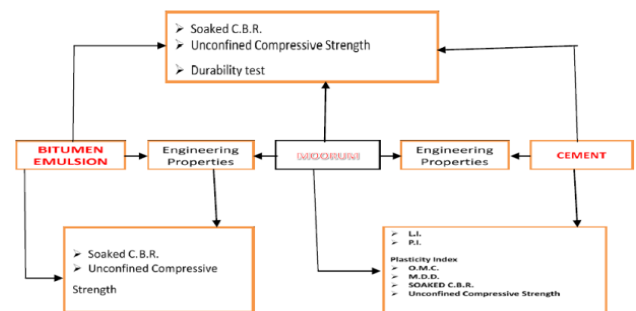 ➢ Soaked C.B.R.
➢ Unconfined Compressive Strength
➢ Durability test
BITUMEN
EMULSION
Engineering
Properties
MOORUM
Engineering
Properties
CEMENT
➢ Soaked C.B.R.
➢ Unconfined Compressive
Strength
➢ L.I.
➢ P.I.
Plasticity Index
➢ O.M.C.
➢ M.D.D.
➢ SOAKED C.B.R.
➢ Unconfined Compressive Strength